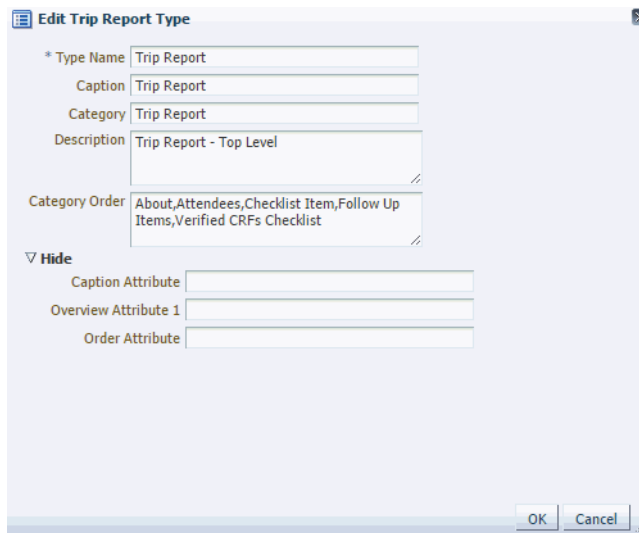 Edit Trip Report Type
* Type Name Trip Report
Caption Trip Report
Category Trip Report
Description Trip Report - Top Level
Category Order About,Attendees,Checklist Item,Follow Up
Items,Verified CRFs Checklist
Hide
Caption Attribute
Overview Attribute 1
Order Attribute
OK Cancel